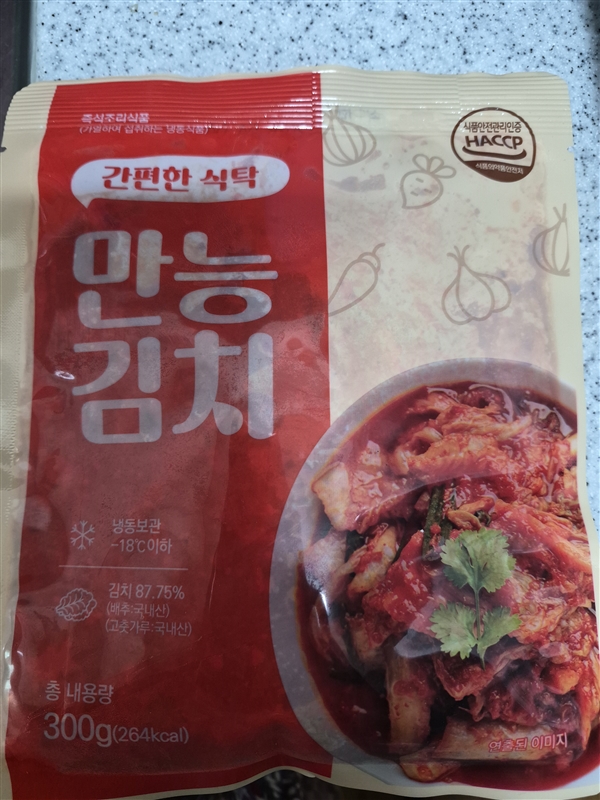 즉석조리식품
(가열하여 섭취하는 냉동식품)
식품안전관리인증
HACCP
식품의약품안전처
간편한 식탁
만능
김치
냉동보관
-18℃이하
김치 87.75%
(배추:국내산)
(고춧가루:국내산)
총 내용량
300g(264kcal)
연출된 이미지